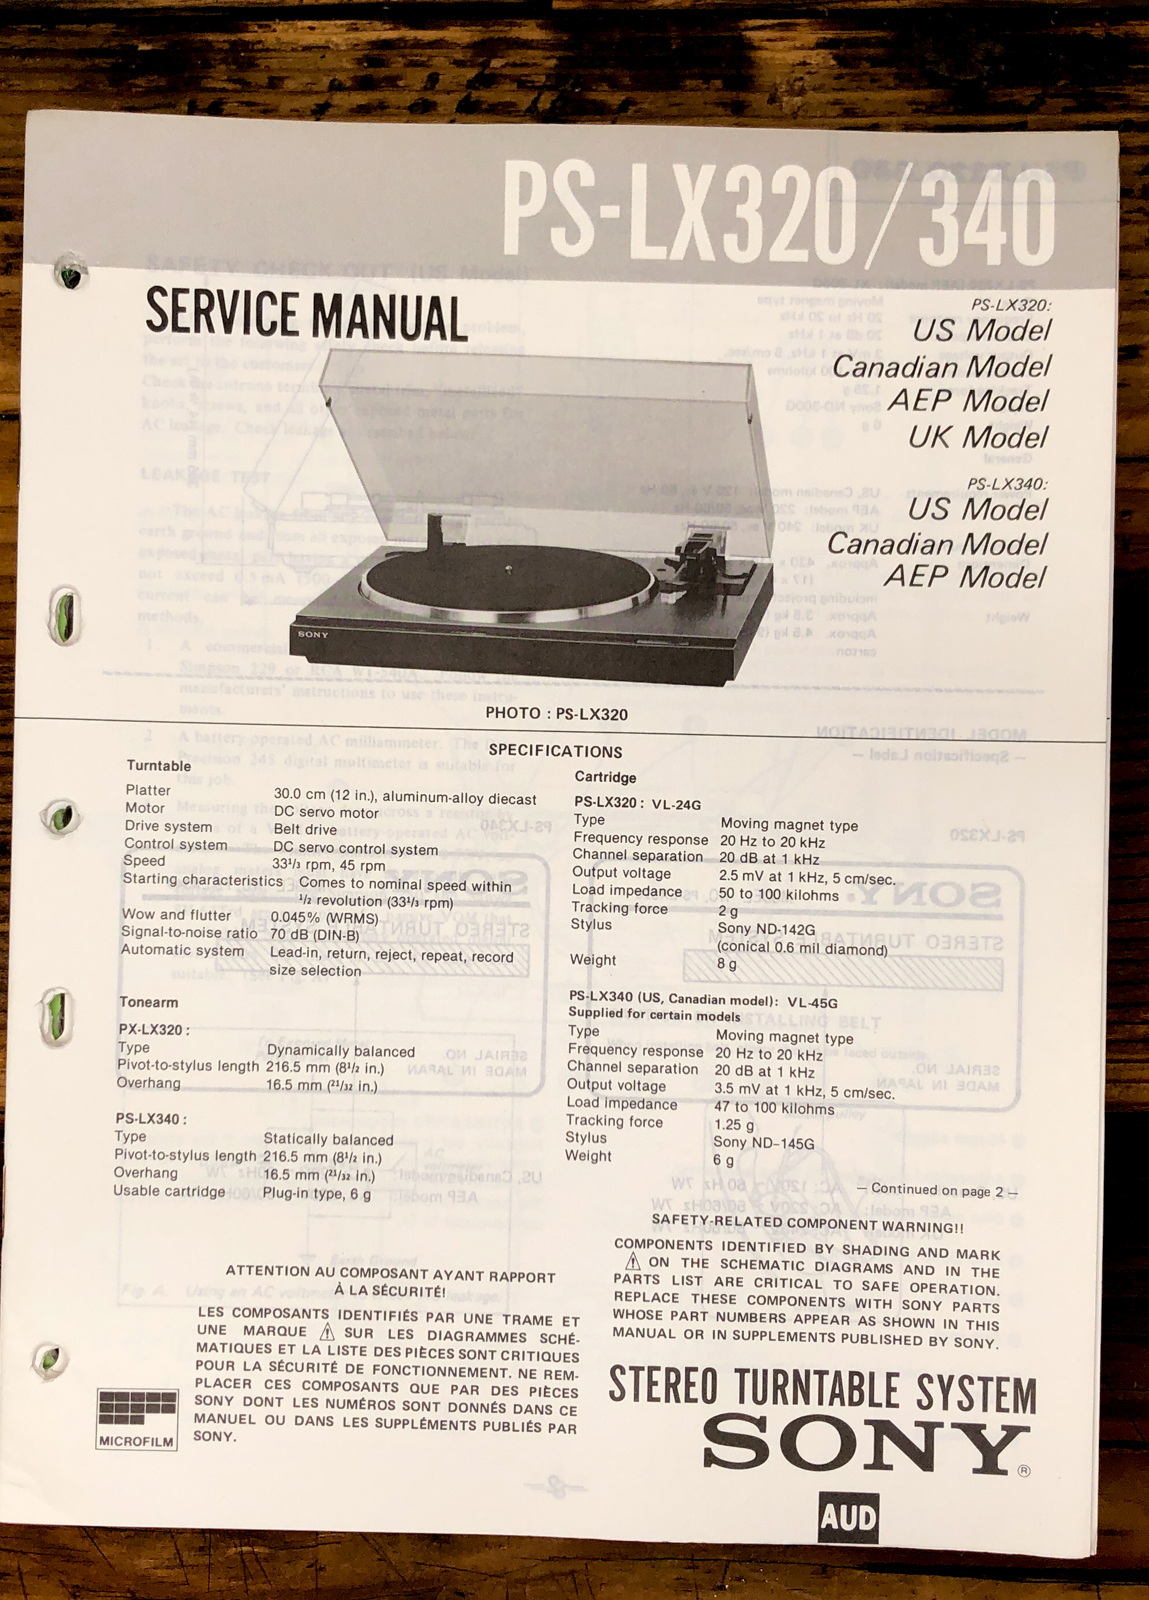 PS-LX320/340
SERVICE MANUAL
PS-LX320:
US Model
Canadian Model
AEP Model
UK Model
PS-LX340:
US Model
Canadian Model
AEP Model
SONY
PHOTO : PS-LX320
SPECIFICATIONS
Turntable
Platter 30.0 cm (12 in.), aluminum-alloy diecast
Motor DC servo motor
Drive system Belt drive
Control system DC servo control system
Speed 33¹/₃ rpm, 45 rpm
Starting characteristics Comes to nominal speed within
¹/₂ revolution (33¹/₃ rpm)
Wow and flutter 0.045% (WRMS)
Signal-to-noise ratio 70 dB (DIN-B)
Automatic system Lead-in, return, reject, repeat, record
size selection
Tonearm
PX-LX320 :
Type Dynamically balanced
Pivot-to-stylus length 216.5 mm (8¹/₂ in.)
Overhang 16.5 mm (²¹/₃₂ in.)
PS-LX340 :
Type Statically balanced
Pivot-to-stylus length 216.5 mm (8¹/₂ in.)
Overhang 16.5 mm (²¹/₃₂ in.)
Usable cartridge Plug-in type, 6 g
Cartridge
PS-LX320 : VL-24G
Type Moving magnet type
Frequency response 20 Hz to 20 kHz
Channel separation 20 dB at 1 kHz
Output voltage 2.5 mV at 1 kHz, 5 cm/sec.
Load impedance 50 to 100 kilohms
Tracking force 2 g
Stylus Sony ND-142G
(conical 0.6 mil diamond)
Weight 8 g
PS-LX340 (US, Canadian model): VL-45G
Supplied for certain models
Type Moving magnet type
Frequency response 20 Hz to 20 kHz
Channel separation 20 dB at 1 kHz
Output voltage 3.5 mV at 1 kHz, 5 cm/sec.
Load impedance 47 to 100 kilohms
Tracking force 1.25 g
Stylus Sony ND-145G
Weight 6 g
— Continued on page 2 —
SAFETY-RELATED COMPONENT WARNING!!
COMPONENTS IDENTIFIED BY SHADING AND MARK
⚠ ON THE SCHEMATIC DIAGRAMS AND IN THE
PARTS LIST ARE CRITICAL TO SAFE OPERATION.
REPLACE THESE COMPONENTS WITH SONY PARTS
WHOSE PART NUMBERS APPEAR AS SHOWN IN THIS
MANUAL OR IN SUPPLEMENTS PUBLISHED BY SONY.
ATTENTION AU COMPOSANT AYANT RAPPORT
À LA SÉCURITÉ!
LES COMPOSANTS IDENTIFIÉS PAR UNE TRAME ET
UNE MARQUE ⚠ SUR LES DIAGRAMMES SCHÉ-
MATIQUES ET LA LISTE DES PIÈCES SONT CRITIQUES
POUR LA SÉCURITÉ DE FONCTIONNEMENT. NE REM-
PLACER CES COMPOSANTS QUE PAR DES PIÈCES
SONY DONT LES NUMÉROS SONT DONNÉS DANS CE
MANUEL OU DANS LES SUPPLÉMENTS PUBLIÉS PAR
SONY.
MICROFILM
STEREO TURNTABLE SYSTEM
SONY®
AUD